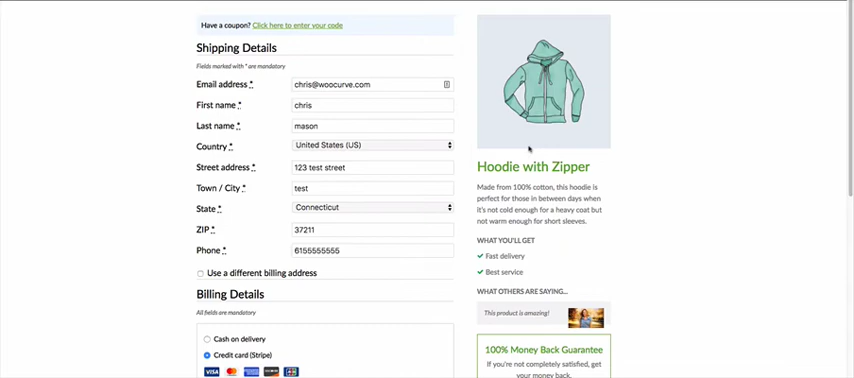 Have a coupon? Click here to enter your code
Shipping Details
Fields marked with * are mandatory
Email address *
chris@woocurve.com
First name *
chris
Last name *
mason
Country *
United States (US)
Street address *
123 test street
Town / City *
test
State *
Connecticut
ZIP *
37211
Phone *
6155555555
Use a different billing address
Billing Details
All fields are mandatory
Cash on delivery
Credit card (Stripe)
VISA
Hoodie with Zipper
Made from 100% cotton, this hoodie is
perfect for those in between days when
it's not cold enough for a heavy coat but
not warm enough for short sleeves.
WHAT YOU'LL GET
Fast delivery
Best service
WHAT OTHERS ARE SAYING...
This product is amazing!
100% Money Back Guarantee
If you're not completely satisfied, get
your money back.